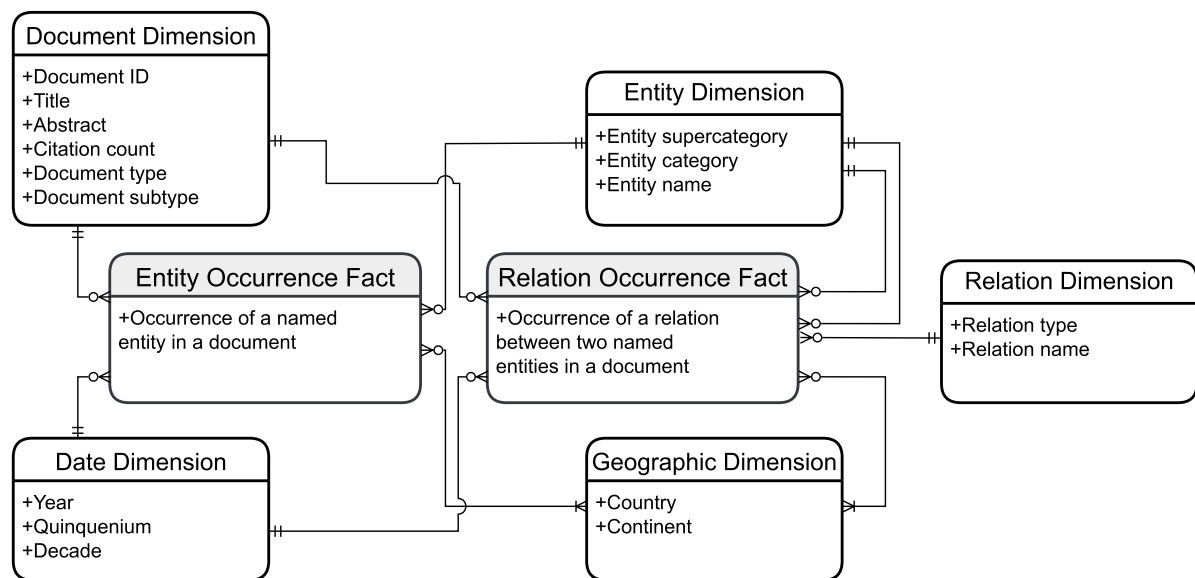 Document Dimension
+Document ID
+Title
+Abstract
+Citation count
+Document type
+Document subtype
Entity Dimension
+Entity supercategory
+Entity category
+Entity name
Entity Occurrence Fact
+Occurrence of a named
entity in a document
Relation Occurrence Fact
+Occurrence of a relation
between two named
entities in a document
Relation Dimension
+Relation type
+Relation name
Date Dimension
+Year
+Quinquenium
+Decade
Geographic Dimension
+Country
+Continent